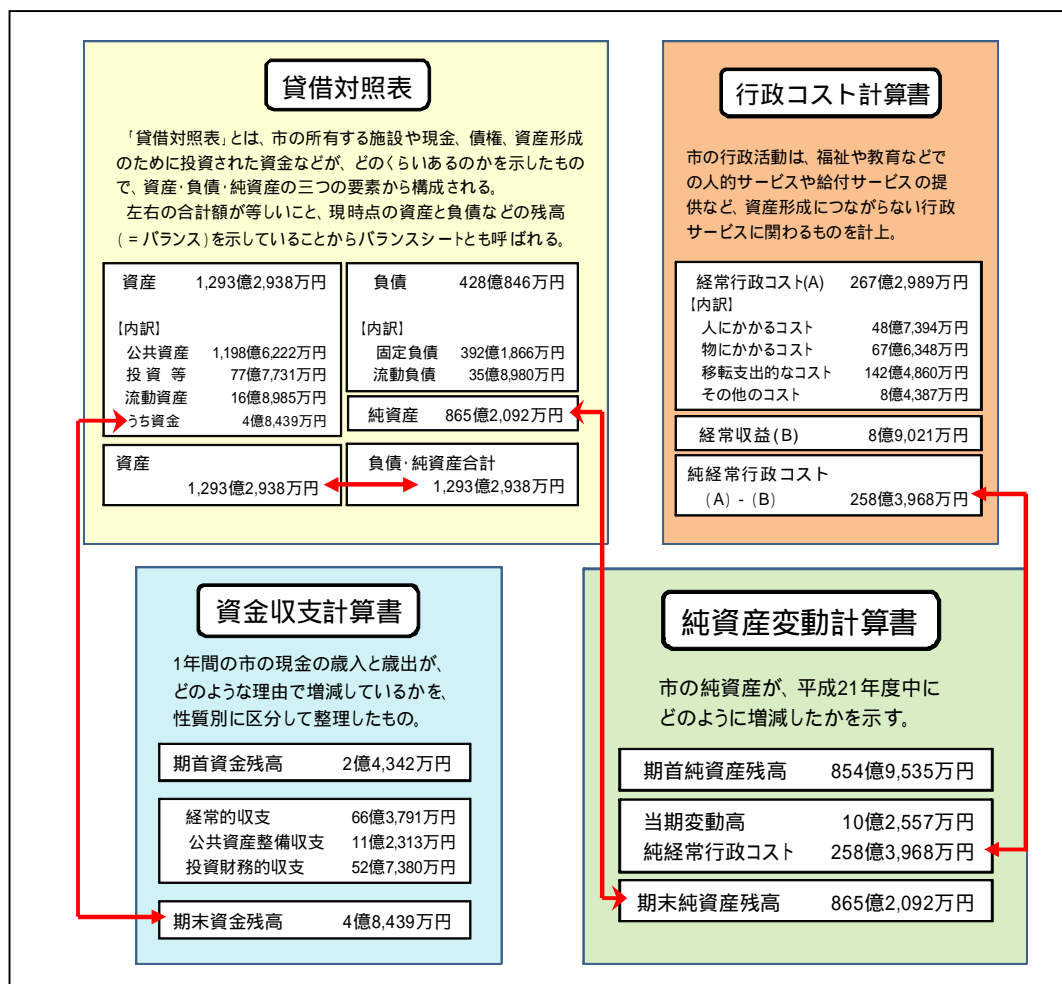 貸借対照表
「貸借対照表」とは、市の所有する施設や現金、債権、資産形成
のために投資された資金などが、どのくらいあるのかを示したもの
で、資産・負債・純資産の三つの要素から構成される。
左右の合計額が等しいこと、現時点の資産と負債などの残高
(=バランス)を示していることからバランスシートとも呼ばれる。
資産 1,293億2,938万円
【内訳】
公共資産 1,198億6,222万円
投資等 77億7,731万円
流動資産 16億8,985万円
うち資金 4億8,439万円
負債 428億846万円
【内訳】
固定負債 392億1,866万円
流動負債 35億8,980万円
純資産 865億2,092万円
資産
1,293億2,938万円
負債・純資産合計
1,293億2,938万円
行政コスト計算書
市の行政活動は、福祉や教育などで
の人的サービスや給付サービスの提
供など、資産形成につながらない行政
サービスに関わるものを計上。
経常行政コスト(A) 267億2,989万円
【内訳】
人にかかるコスト 48億7,394万円
物にかかるコスト 67億6,348万円
移転支出的なコスト 142億4,860万円
その他のコスト 8億4,387万円
経常収益(B) 8億9,021万円
純経常行政コスト
(A) - (B) 258億3,968万円
資金収支計算書
1年間の市の現金の歳入と歳出が、
どのような理由で増減しているかを、
性質別に区分して整理したもの。
期首資金残高 2億4,342万円
経常的収支 66億3,791万円
公共資産整備収支 11億2,313万円
投資財務的収支 52億7,380万円
期末資金残高 4億8,439万円
純資産変動計算書
市の純資産が、平成21年度中に
どのように増減したかを示す。
期首純資産残高 854億9,535万円
当期変動高 10億2,557万円
純経常行政コスト 258億3,968万円
期末純資産残高 865億2,092万円